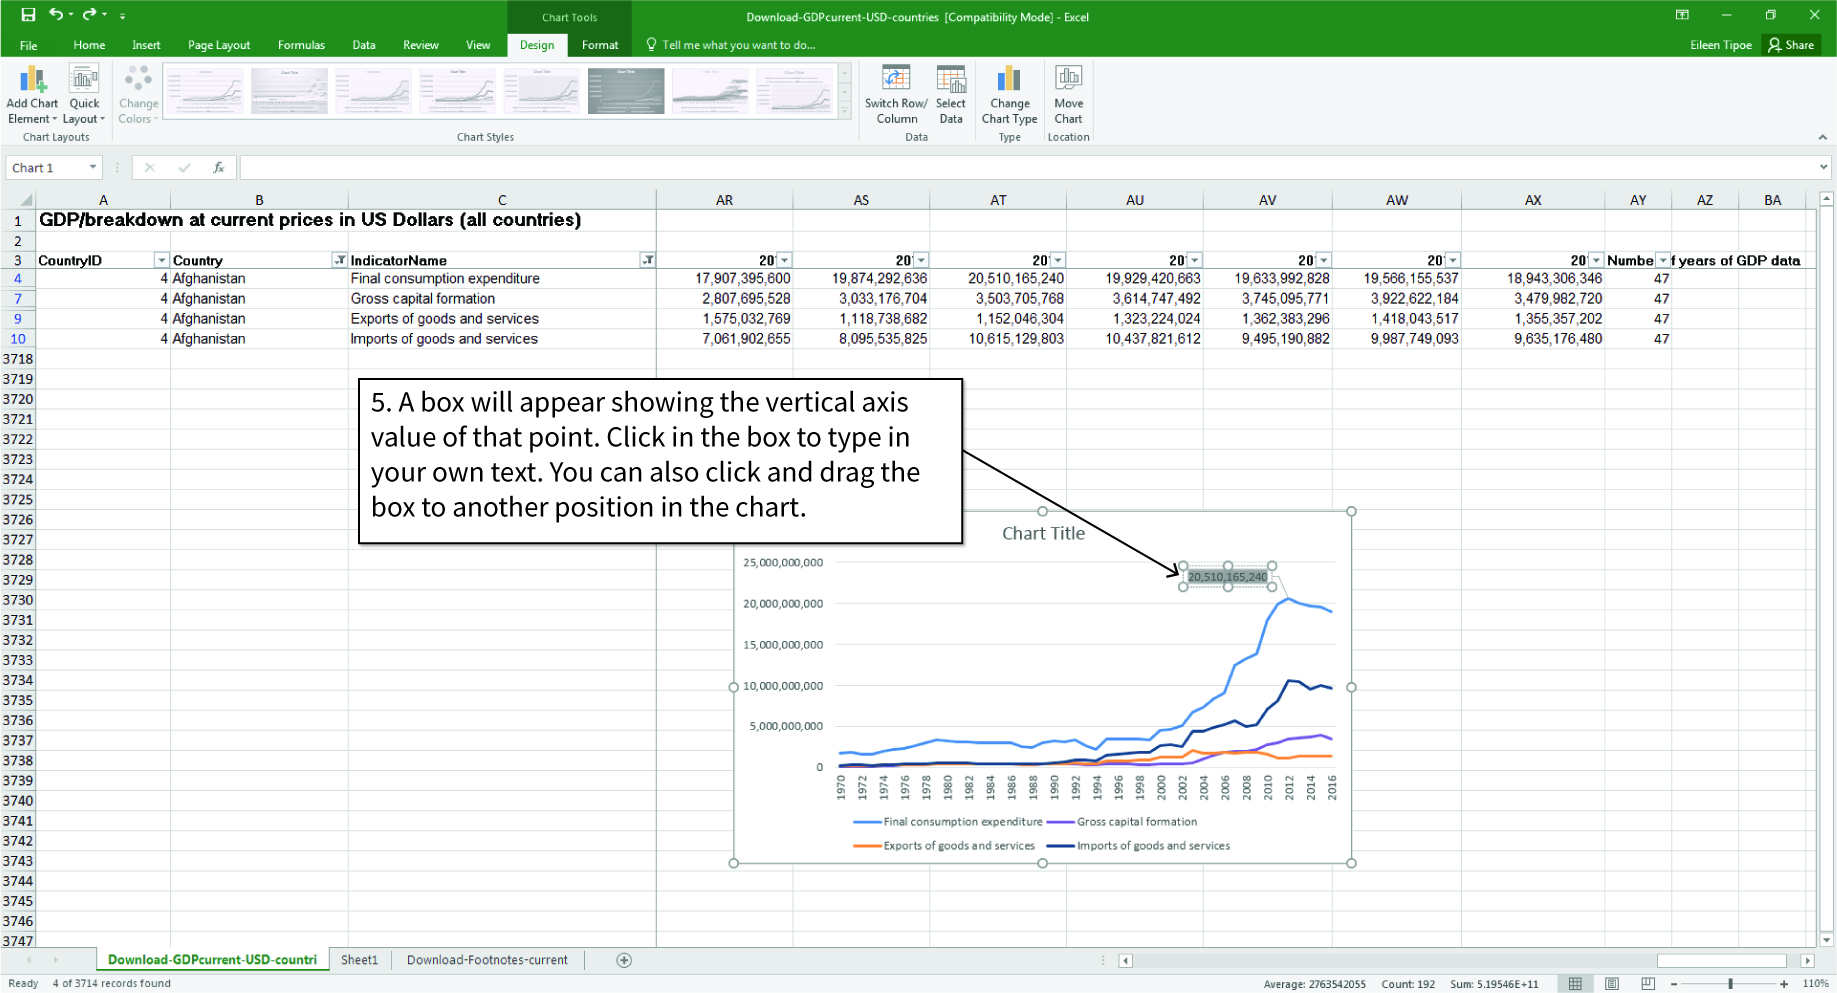 Chart Tools
Download-GDPcurrent-USD-countries [Compatibility Mode] - Excel
File Home Insert Page Layout Formulas Data Review View Design Format Tell me what you want to do...
Eileen Tipoe Share
Add Chart Element
Quick Layout
Change Colors
Switch Row/ Column
Select Data
Change Chart Type
Move Chart
Chart Layouts Chart Styles Data Type Location
Chart 1 fx
A B C AR AS AT AU AV AW AX AY AZ BA
1 GDP/breakdown at current prices in US Dollars (all countries)
2
3 CountryID Country IndicatorName 20 20 20 20 20 20 20 Numbe f years of GDP data
4 4 Afghanistan Final consumption expenditure 17,907,395,600 19,874,292,636 20,510,165,240 19,929,420,663 19,633,992,828 19,566,155,537 18,943,306,346 47
7 4 Afghanistan Gross capital formation 2,807,695,528 3,033,176,704 3,503,705,768 3,614,747,492 3,745,095,771 3,922,622,184 3,479,982,720 47
9 4 Afghanistan Exports of goods and services 1,575,032,769 1,118,738,682 1,152,046,304 1,323,224,024 1,362,383,296 1,418,043,517 1,355,357,202 47
10 4 Afghanistan Imports of goods and services 7,061,902,655 8,095,535,825 10,615,129,803 10,437,821,612 9,495,190,882 9,987,749,093 9,635,176,480 47
3718
3719
3720
3721
3722
3723
3724
3725
3726
3727
3728
3729
3730
3731
3732
3733
3734
3735
3736
3737
3738
3739
3740
3741
3742
3743
3744
3745
3746
3747
5. A box will appear showing the vertical axis
value of that point. Click in the box to type in
your own text. You can also click and drag the
box to another position in the chart.
Chart Title
25,000,000,000
20,510,165,240
20,000,000,000
15,000,000,000
10,000,000,000
5,000,000,000
0
1970 1972 1974 1976 1978 1980 1982 1984 1986 1988 1990 1992 1994 1996 1998 2000 2002 2004 2006 2008 2010 2012 2014 2016
Final consumption expenditure Gross capital formation
Exports of goods and services Imports of goods and services
Download-GDPcurrent-USD-countri Sheet1 Download-Footnotes-current
Ready 4 of 3714 records found Average: 2763542055 Count: 192 Sum: 5.19546E+11 110%